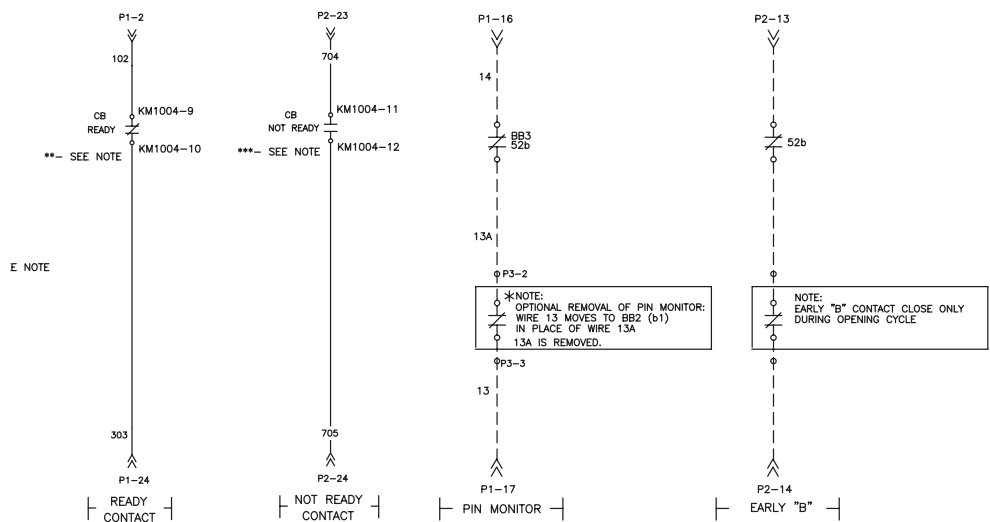 P1-2
102
CB
READY
KM1004-9
KM1004-10
**- SEE NOTE
E NOTE
303
P1-24
READY
CONTACT
P2-23
704
CB
NOT READY
KM1004-11
KM1004-12
***- SEE NOTE
705
P2-24
NOT READY
CONTACT
P1-16
14
BB3
52b
13A
P3-2
*NOTE:
OPTIONAL REMOVAL OF PIN MONITOR:
WIRE 13 MOVES TO BB2 (b1)
IN PLACE OF WIRE 13A
13A IS REMOVED.
P3-3
13
P1-17
PIN MONITOR
P2-13
52b
NOTE:
EARLY "B" CONTACT CLOSE ONLY
DURING OPENING CYCLE
P2-14
EARLY "B"